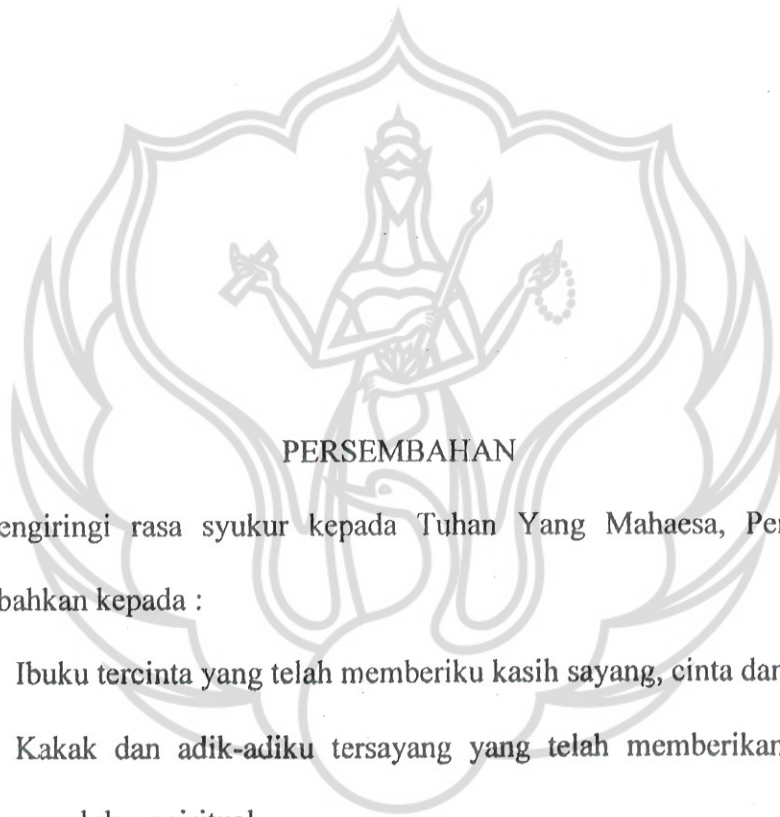 PERSEMBAHAN
engiringi rasa syukur kepada Tuhan Yang Mahaesa, Per
bahkan kepada :
Ibuku tercinta yang telah memberiku kasih sayang, cinta dan
Kakak dan adik-adiku tersayang yang telah memberikan